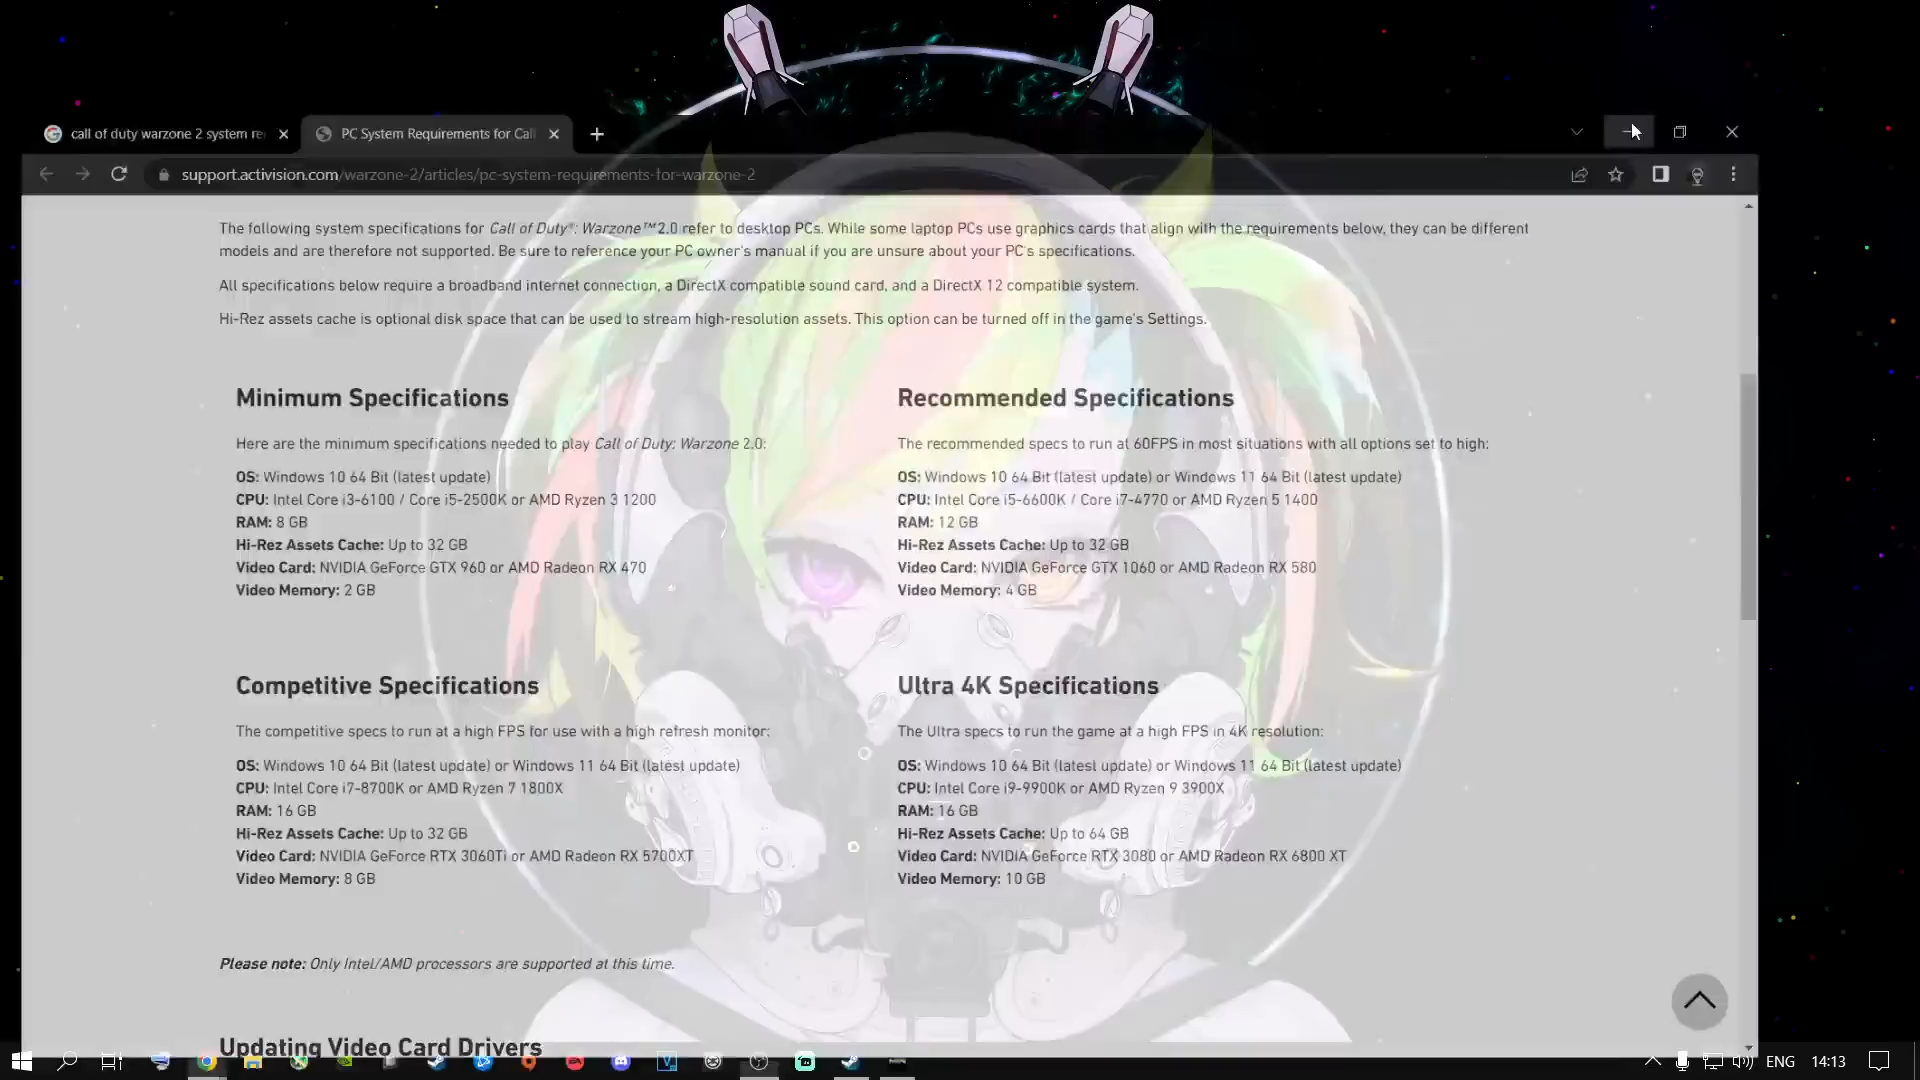 call of duty warzone 2 system re
PC System Requirements for Call
support.activision.com/warzone-2/articles/pc-system-requirements-for-warzone-2
The following system specifications for Call of Duty®: Warzone™ 2.0 refer to desktop PCs. While some laptop PCs use graphics cards that align with the requirements below, they can be different
models and are therefore not supported. Be sure to reference your PC owner's manual if you are unsure about your PC's specifications.
All specifications below require a broadband internet connection, a DirectX compatible sound card, and a DirectX 12 compatible system.
Hi-Rez assets cache is optional disk space that can be used to stream high-resolution assets. This option can be turned off in the game's Settings.
Minimum Specifications
Here are the minimum specifications needed to play Call of Duty: Warzone 2.0:
OS: Windows 10 64 Bit (latest update)
CPU: Intel Core i3-6100 / Core i5-2500K or AMD Ryzen 3 1200
RAM: 8 GB
Hi-Rez Assets Cache: Up to 32 GB
Video Card: NVIDIA GeForce GTX 960 or AMD Radeon RX 470
Video Memory: 2 GB
Recommended Specifications
The recommended specs to run at 60FPS in most situations with all options set to high:
OS: Windows 10 64 Bit (latest update) or Windows 11 64 Bit (latest update)
CPU: Intel Core i5-6600K / Core i7-4770 or AMD Ryzen 5 1400
RAM: 12 GB
Hi-Rez Assets Cache: Up to 32 GB
Video Card: NVIDIA GeForce GTX 1060 or AMD Radeon RX 580
Video Memory: 4 GB
Competitive Specifications
The competitive specs to run at a high FPS for use with a high refresh monitor:
OS: Windows 10 64 Bit (latest update) or Windows 11 64 Bit (latest update)
CPU: Intel Core i7-8700K or AMD Ryzen 7 1800X
RAM: 16 GB
Hi-Rez Assets Cache: Up to 32 GB
Video Card: NVIDIA GeForce RTX 3060Ti or AMD Radeon RX 5700XT
Video Memory: 8 GB
Ultra 4K Specifications
The Ultra specs to run the game at a high FPS in 4K resolution:
OS: Windows 10 64 Bit (latest update) or Windows 11 64 Bit (latest update)
CPU: Intel Core i9-9900K or AMD Ryzen 9 3900X
RAM: 16 GB
Hi-Rez Assets Cache: Up to 64 GB
Video Card: NVIDIA GeForce RTX 3080 or AMD Radeon RX 6800 XT
Video Memory: 10 GB
Please note: Only Intel/AMD processors are supported at this time.
Updating Video Card Drivers
ENG
14:13